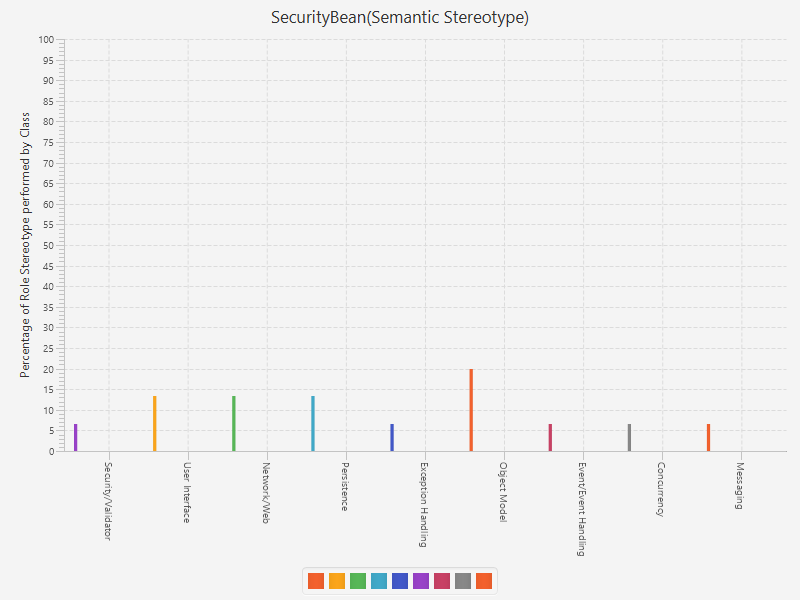 SecurityBean(Semantic Stereotype)
Percentage of Role Stereotype performed by Class
100
95
90
85
80
75
70
65
60
55
50
45
40
35
30
25
20
15
10
5
0
Security/Validator
User Interface
Network/Web
Persistence
Exception Handling
Object Model
Event/Event Handling
Concurrency
Messaging